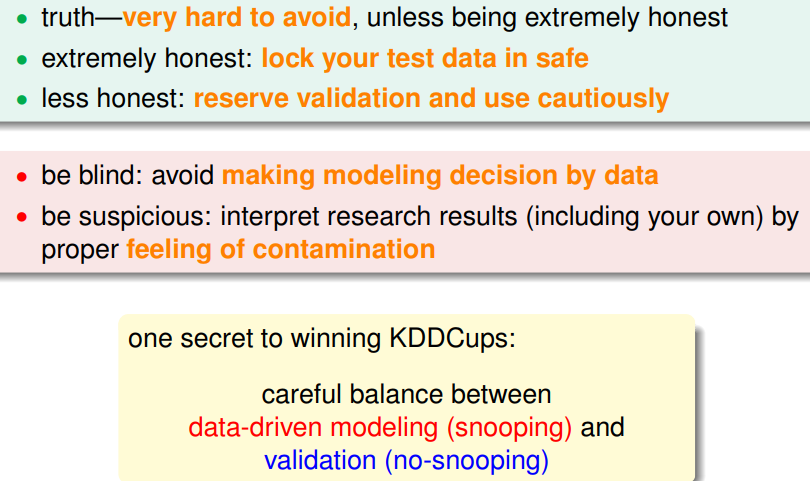 truth—very hard to avoid, unless being extremely honest
extremely honest: lock your test data in safe
less honest: reserve validation and use cautiously
be blind: avoid making modeling decision by data
be suspicious: interpret research results (including your own) by
proper feeling of contamination
one secret to winning KDDCups:
careful balance between
data-driven modeling (snooping) and
validation (no-snooping)